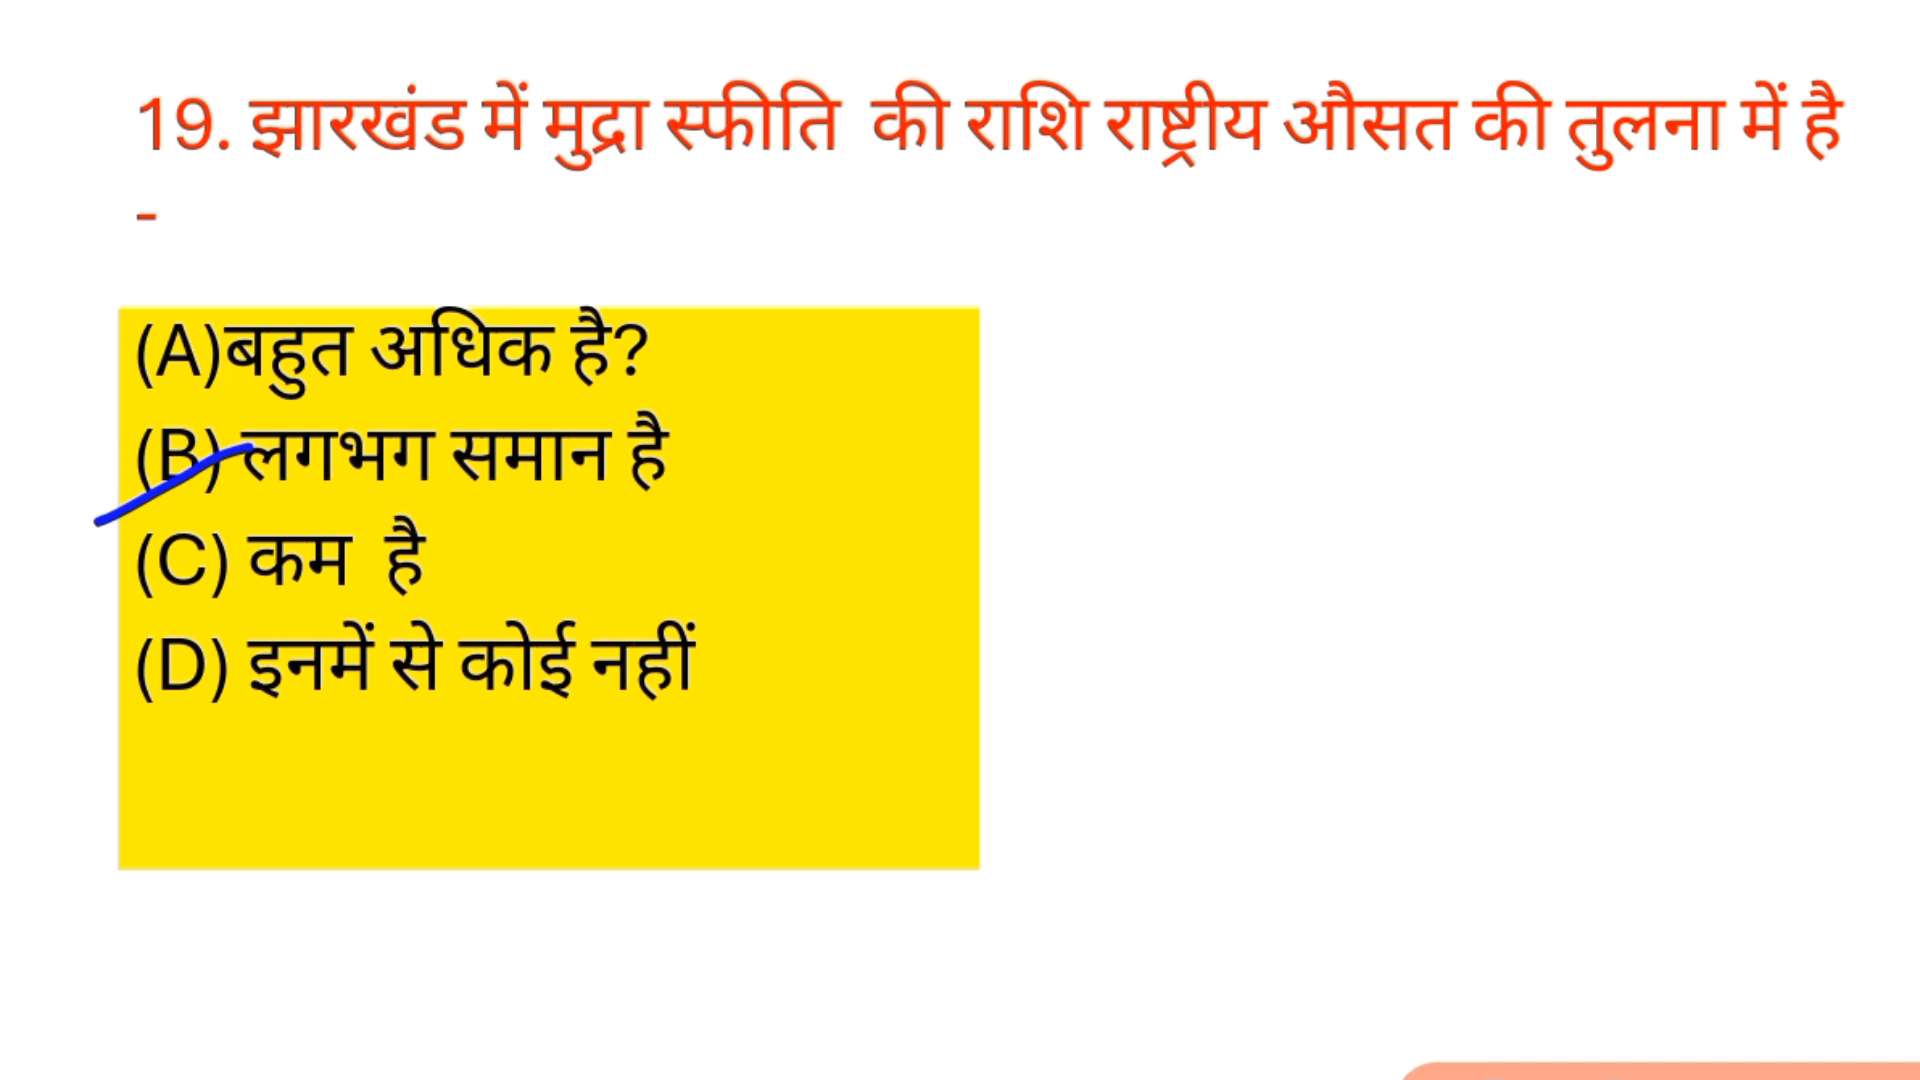 19. झारखंड में मुद्रा स्फीति की राशि राष्ट्रीय औसत की तुलना में है
-
(A)बहुत अधिक है?
(B) लगभग समान है
(C) कम है
(D) इनमें से कोई नहीं